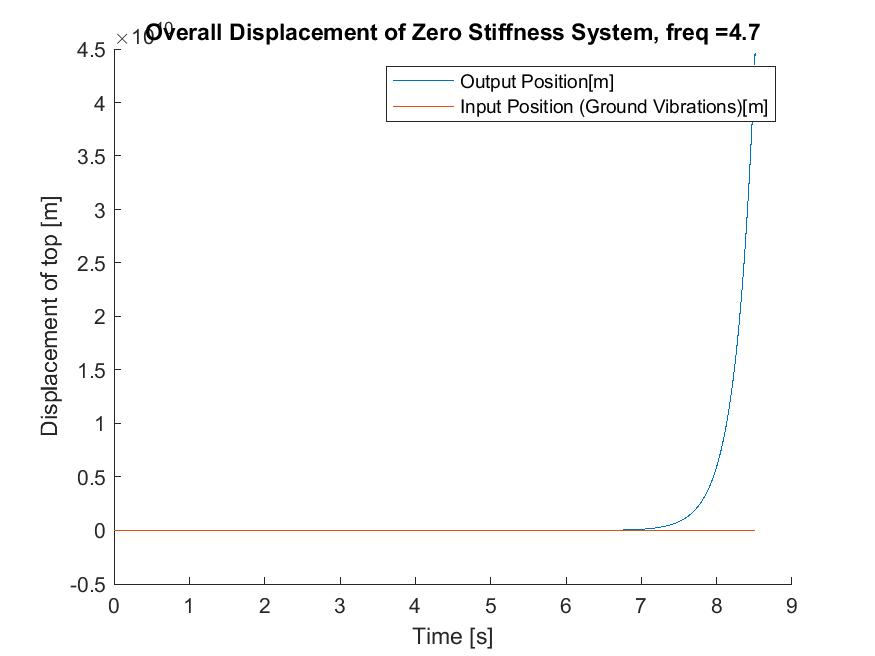 Overall Displacement of Zero Stiffness System, freq =4.7
×10^10
Output Position[m]
Input Position (Ground Vibrations)[m]
Displacement of top [m]
4.5
4
3.5
3
2.5
2
1.5
1
0.5
0
-0.5
0 1 2 3 4 5 6 7 8 9
Time [s]